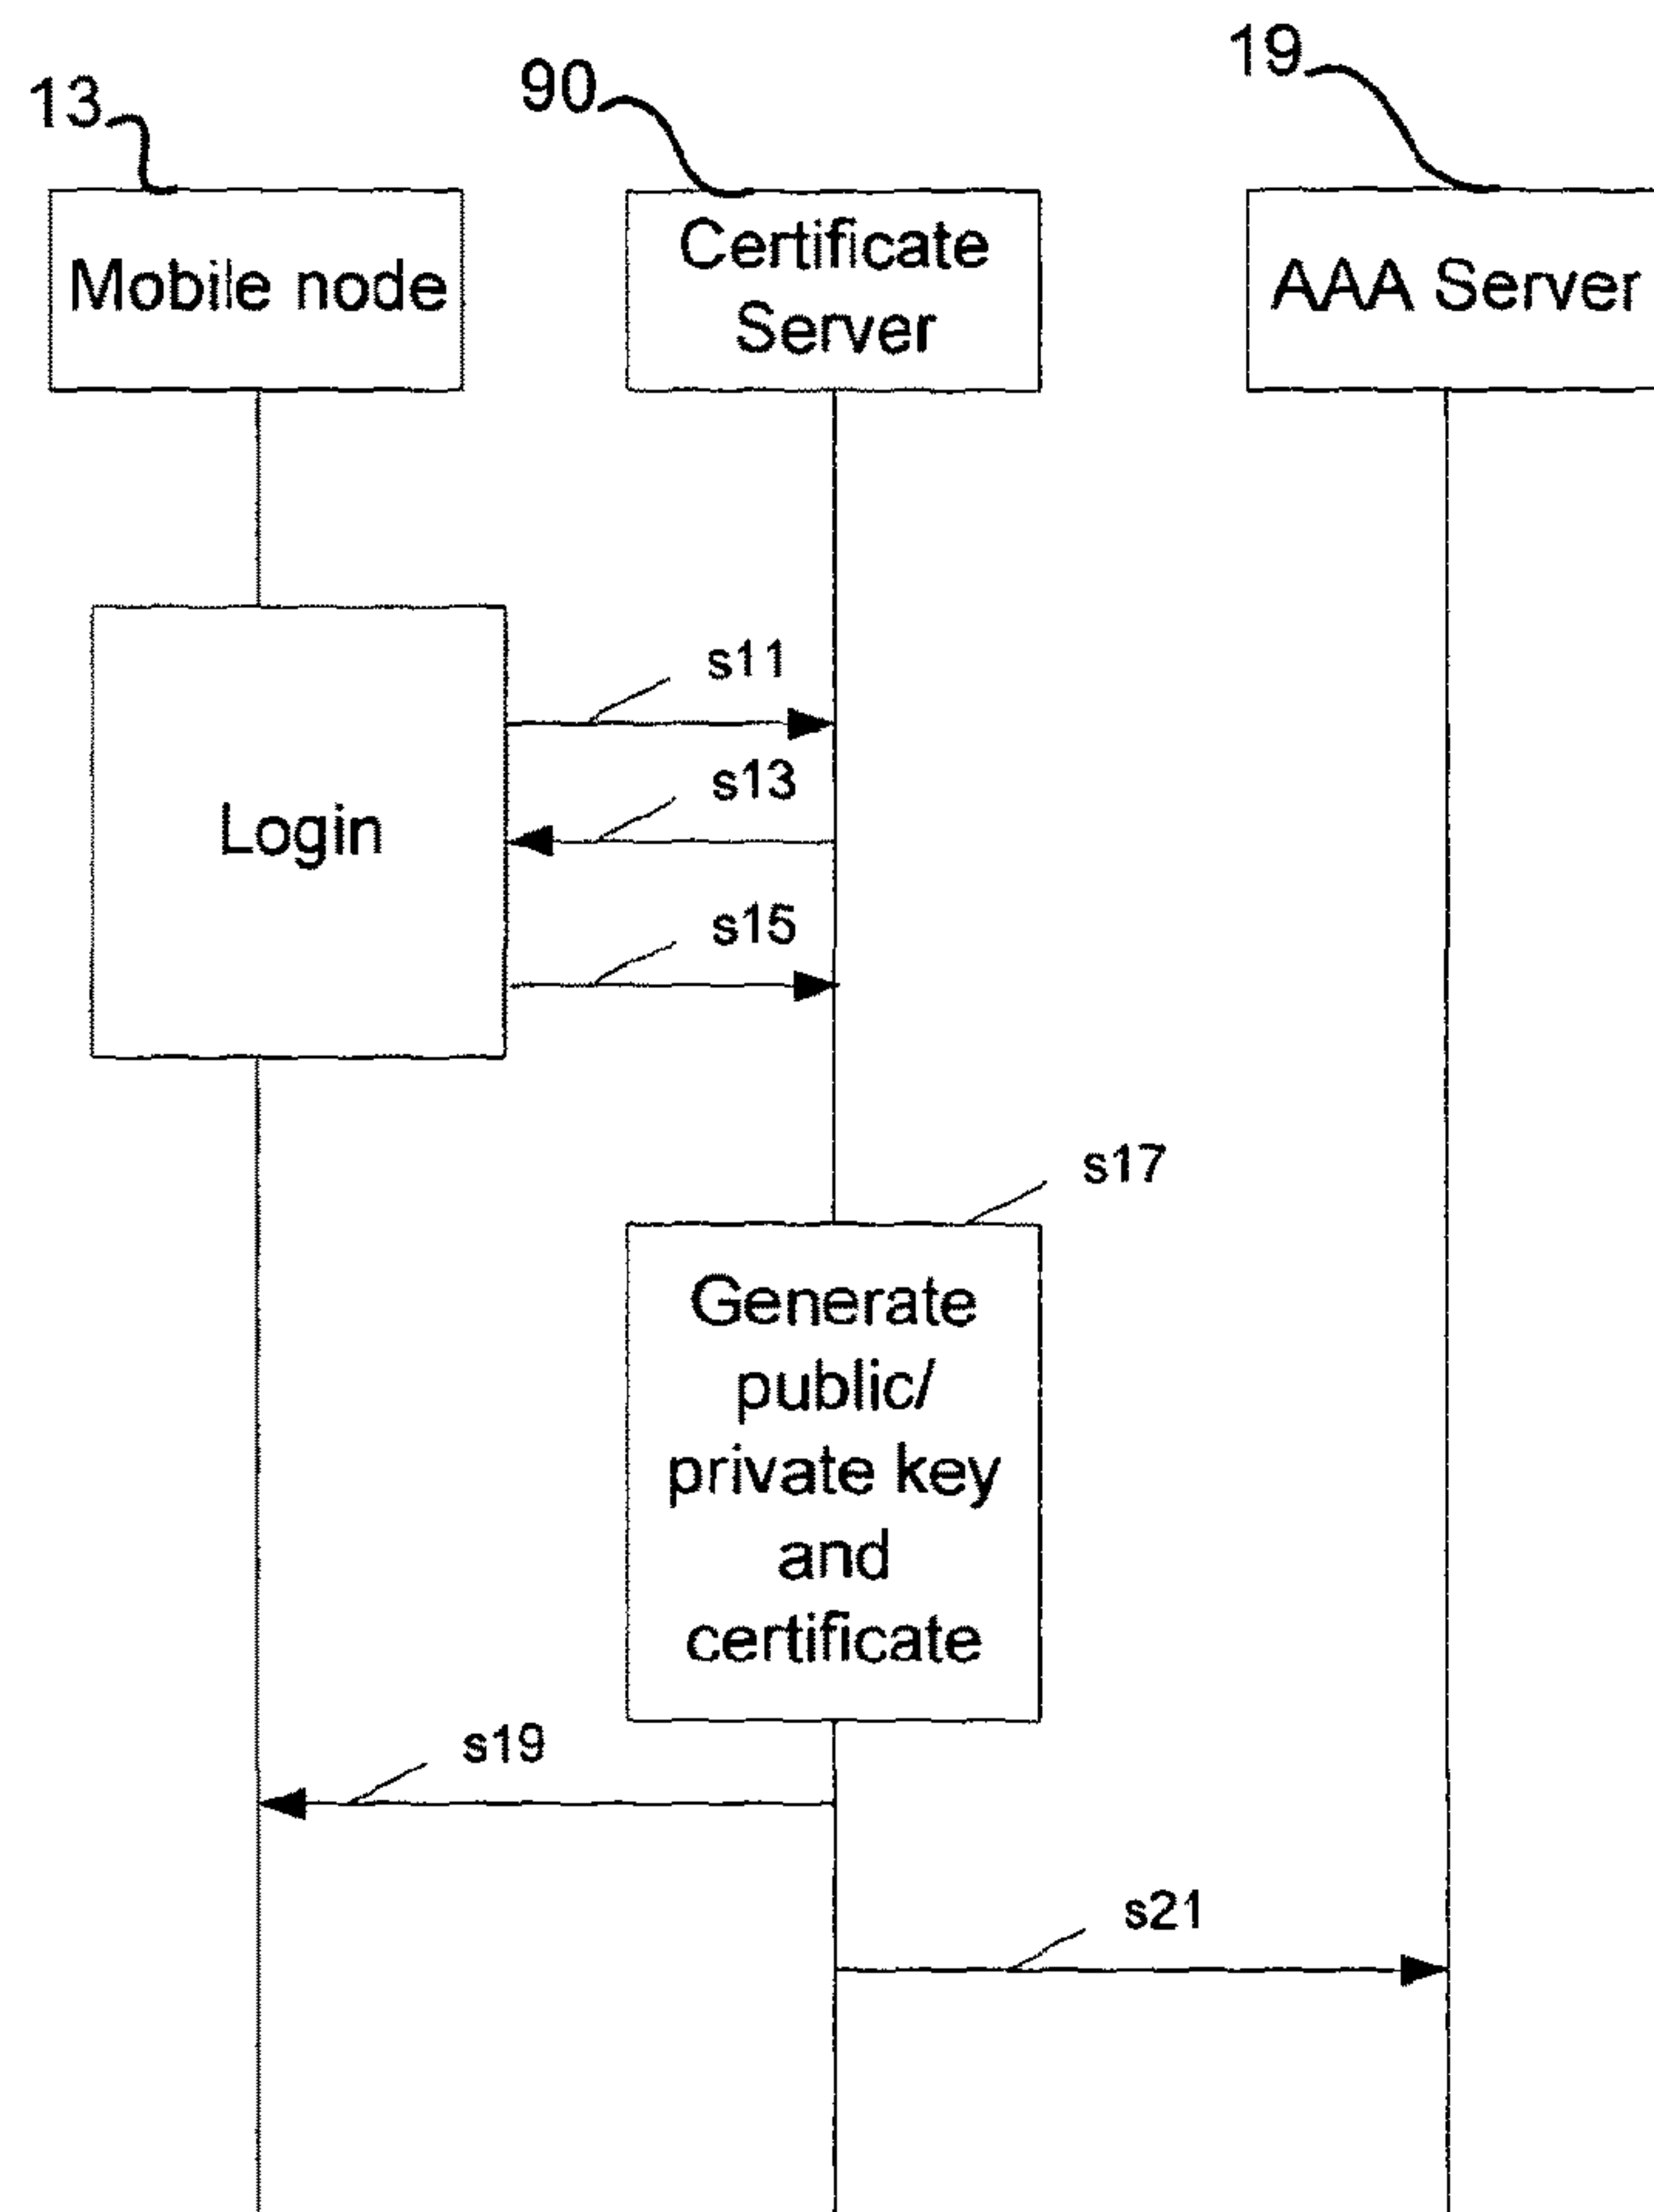 13
90
19
Mobile node
Certificate
Server
AAA Server
s11
s13
Login
s15
s17
Generate
public/
private key
and
certificate
s19
s21